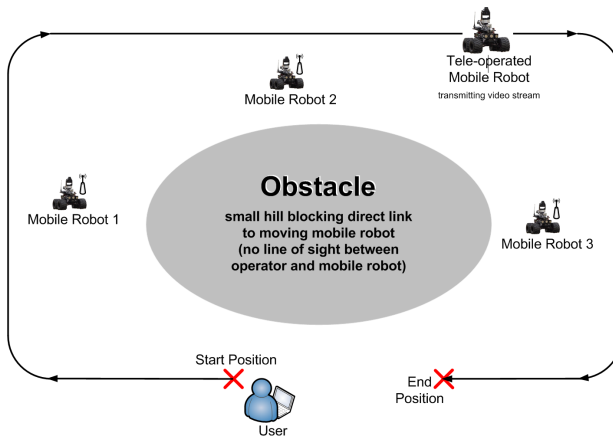 Tele-operated
Mobile Robot
transmitting video stream
Mobile Robot 2
Mobile Robot 1
Obstacle
small hill blocking direct link
to moving mobile robot
(no line of sight between
operator and mobile robot)
Mobile Robot 3
Start Position
End
Position
User